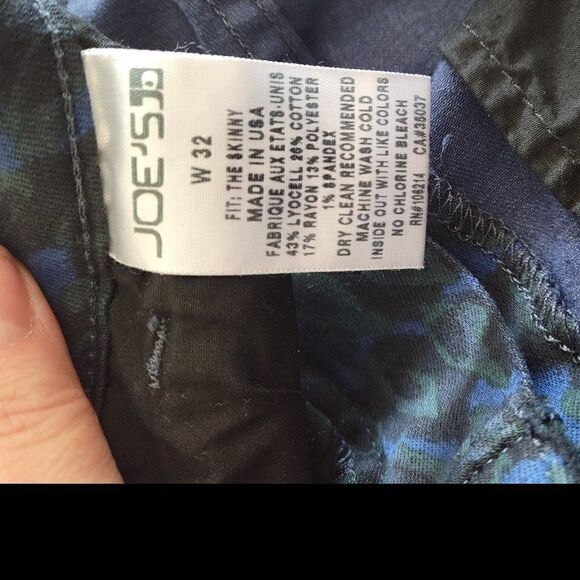 JOE'S
W 32
FIT: THE SKINNY
MADE IN USA
FABRIQUE AUX ETATS-UNIS
43% LYOCELL 26% COTTON
17% RAYON 13% POLYESTER
1% SPANDEX
DRY CLEAN RECOMMENDED
MACHINE WASH COLD
INSIDE OUT WITH LIKE COLORS
NO CHLORINE BLEACH
RN#106214 CA#36037